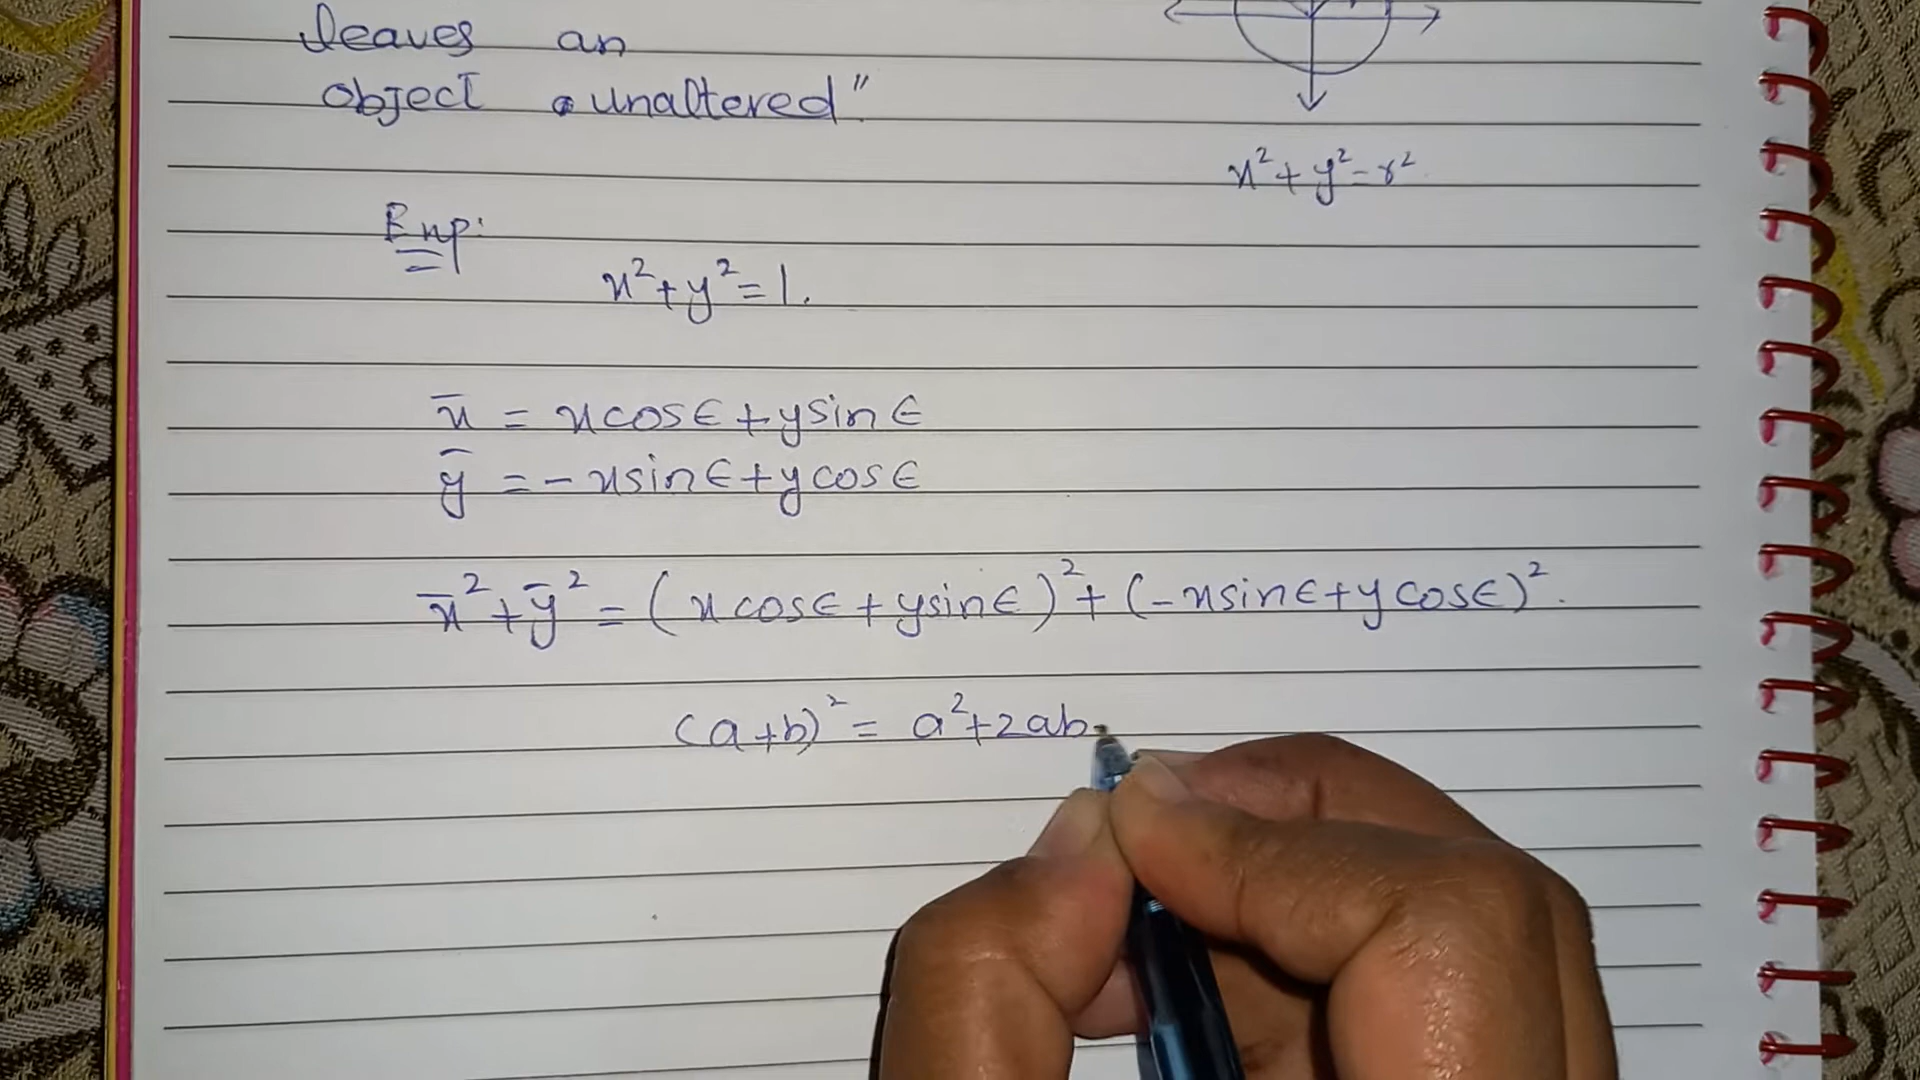 leaves an
object unaltered"
x²+y²=r²
Exp:
x²+y²=1.
x̄ = xcosϵ+ysinϵ
ȳ =-xsinϵ+ycosϵ
x̄²+ȳ²=(xcosϵ+ysinϵ)²+(-xsinϵ+ycosϵ)².
(a+b)²= a²+2ab